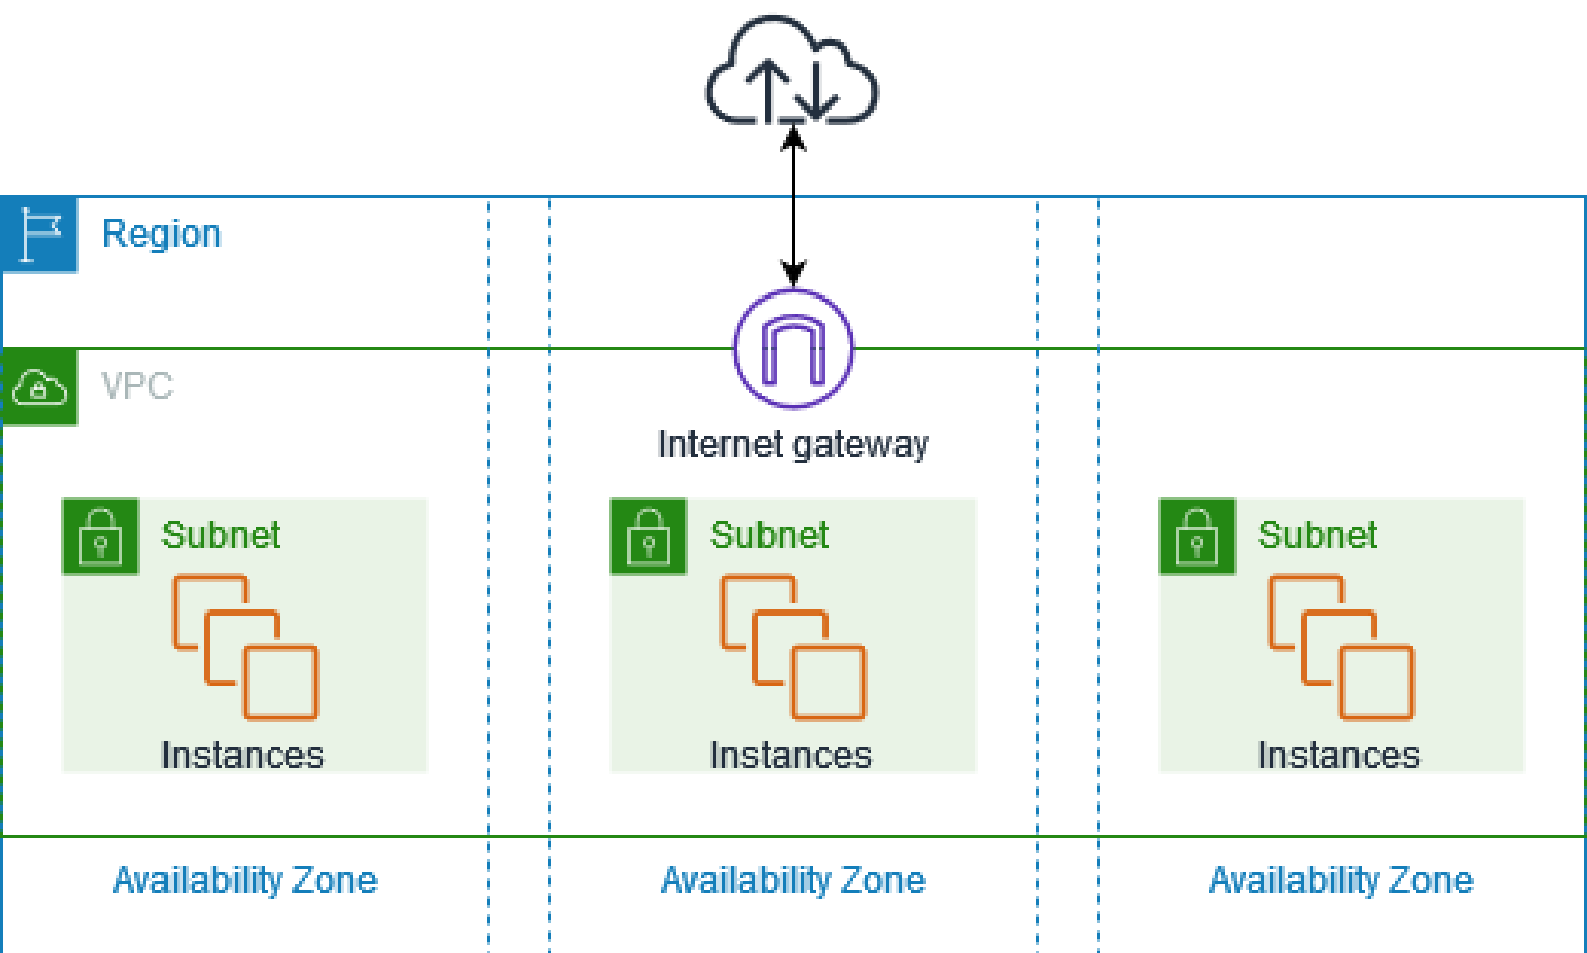 Region
VPC
Internet gateway
Subnet
Subnet
Subnet
Instances
Instances
Instances
Availability Zone
Availability Zone
Availability Zone